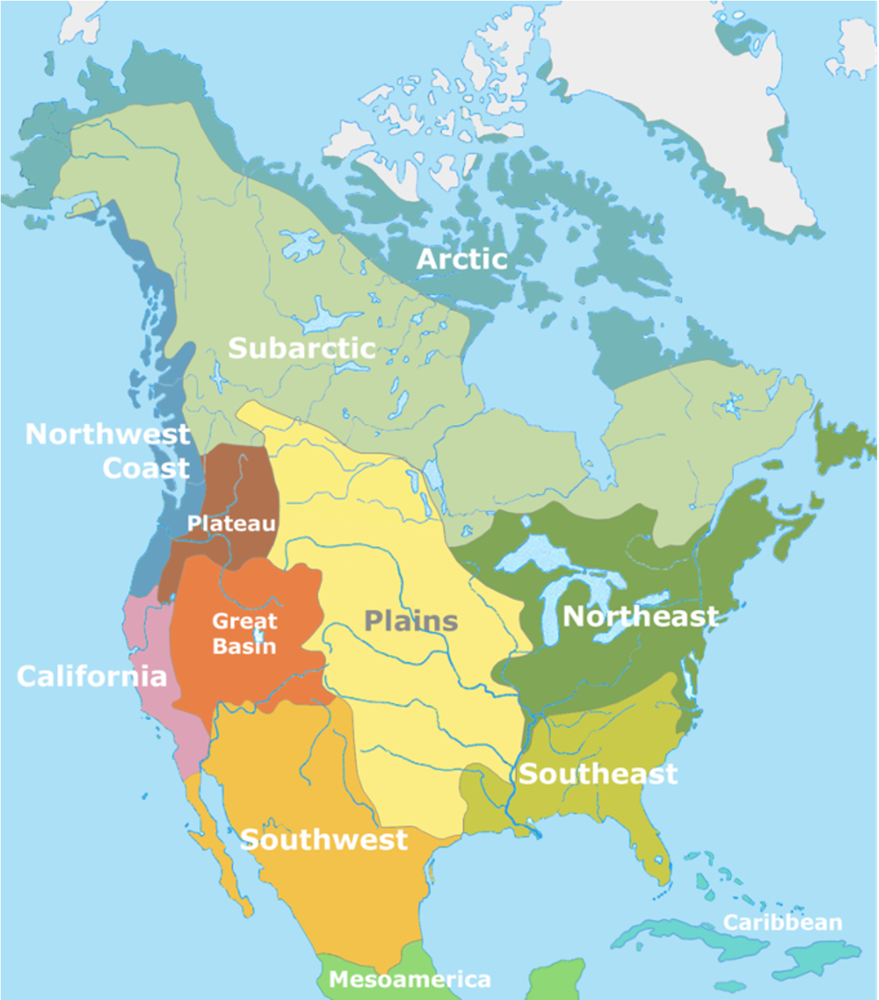 Arctic
Subarctic
Northwest
Coast
Plateau
Great
Basin
Plains
Northeast
California
Southeast
Southwest
Caribbean
Mesoamerica